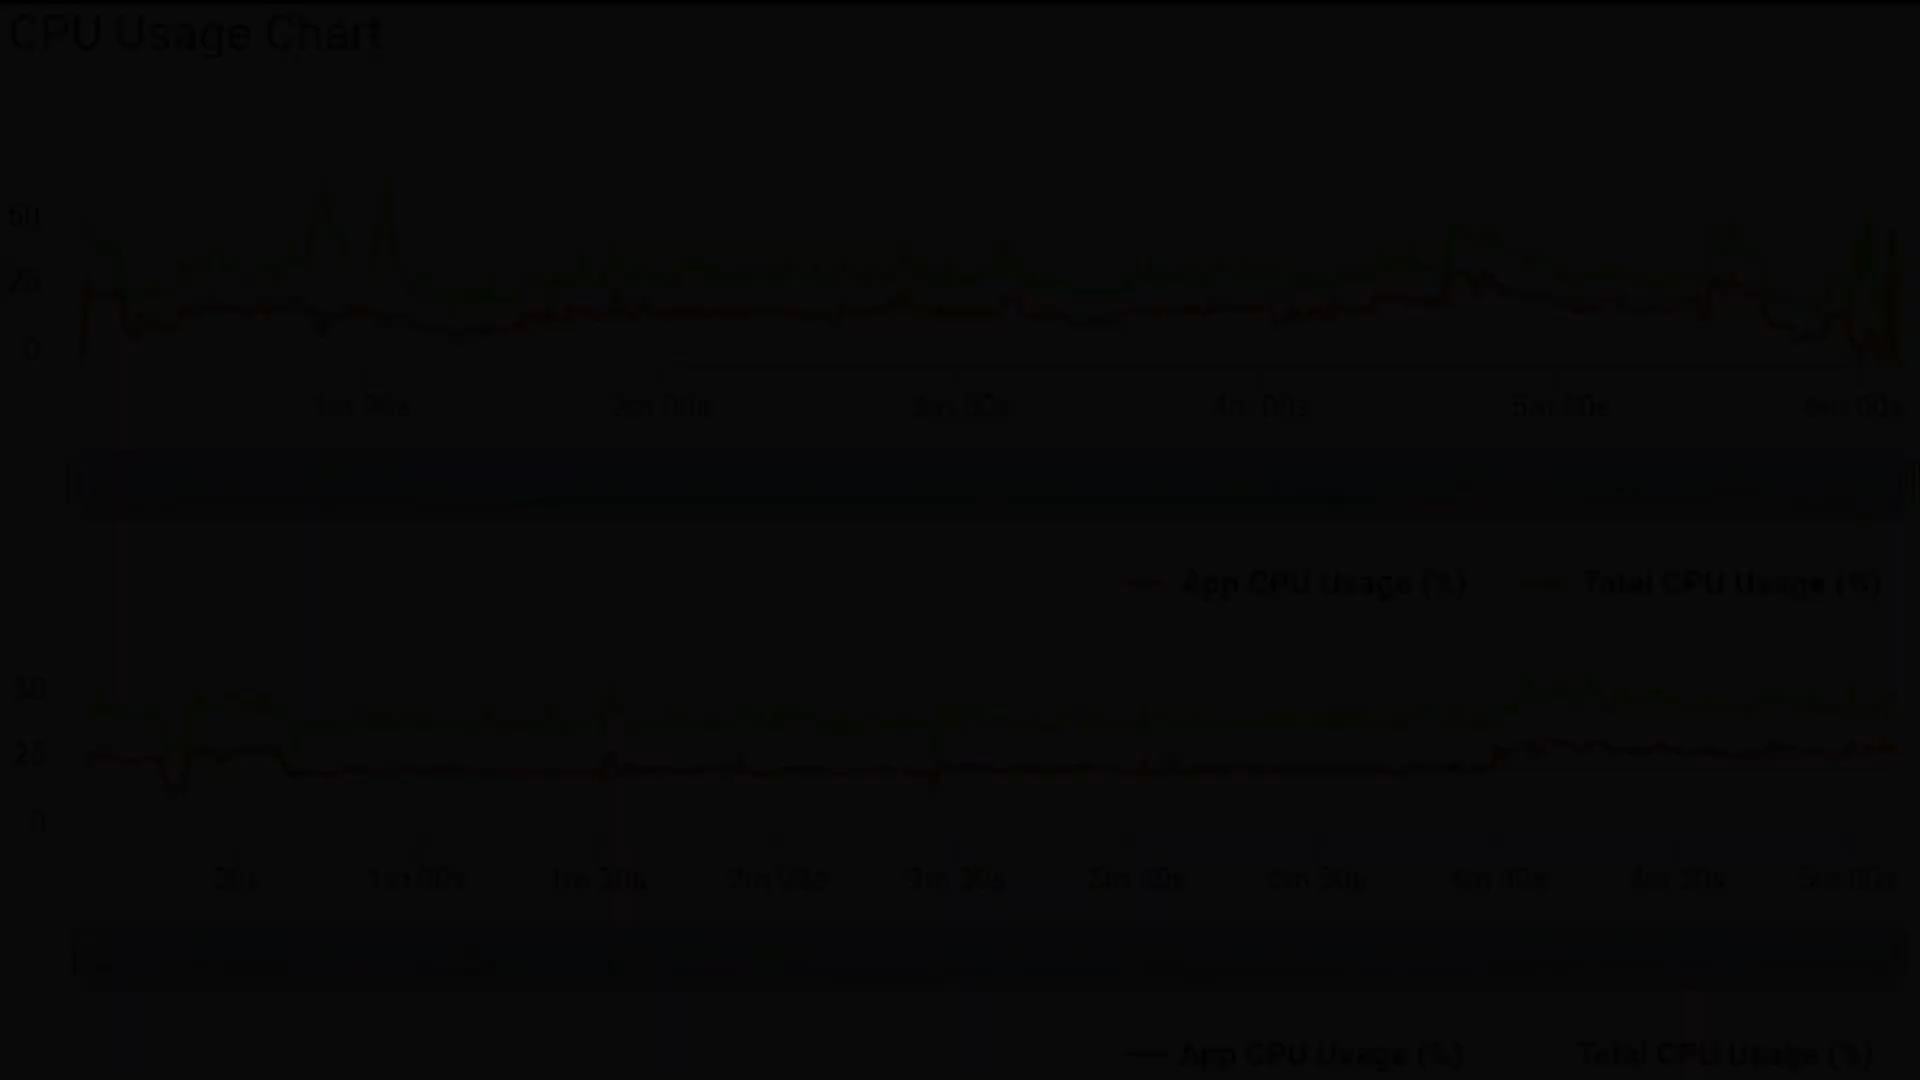 CPU Usage Chart
50
25
0
1m 00s 2m 00s 3m 00s 4m 00s 5m 00s 6m 00s
App CPU Usage (%) Total CPU Usage (%)
50
25
0
30s 1m 00s 1m 30s 2m 00s 2m 30s 3m 00s 3m 30s 4m 00s 4m 30s 5m 00s
App CPU Usage (%) Total CPU Usage (%)